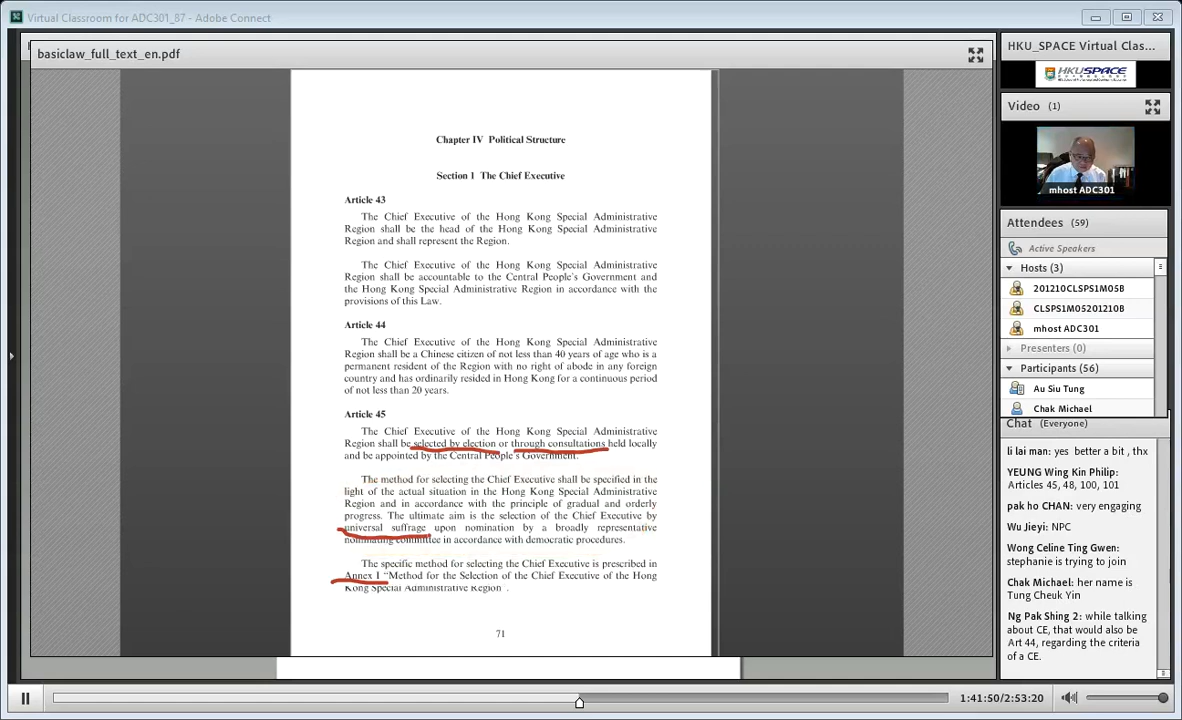 Virtual Classroom for ADC301_87 - Adobe Connect
basiclaw_full_text_en.pdf
Chapter IV Political Structure
Section 1 The Chief Executive
Article 43
The Chief Executive of the Hong Kong Special Administrative
Region shall be the head of the Hong Kong Special Administrative
Region and shall represent the Region.
The Chief Executive of the Hong Kong Special Administrative
Region shall be accountable to the Central People's Government and
the Hong Kong Special Administrative Region in accordance with the
provisions of this Law.
Article 44
The Chief Executive of the Hong Kong Special Administrative
Region shall be a Chinese citizen of not less than 40 years of age who is a
permanent resident of the Region with no right of abode in any foreign
country and has ordinarily resided in Hong Kong for a continuous period
of not less than 20 years.
Article 45
The Chief Executive of the Hong Kong Special Administrative
Region shall be selected by election or through consultations held locally
and be appointed by the Central People's Government.
The method for selecting the Chief Executive shall be specified in the
light of the actual situation in the Hong Kong Special Administrative
Region and in accordance with the principle of gradual and orderly
progress. The ultimate aim is the selection of the Chief Executive by
universal suffrage upon nomination by a broadly representative
nominating committee in accordance with democratic procedures.
The specific method for selecting the Chief Executive is prescribed in
Annex I “Method for the Selection of the Chief Executive of the Hong
Kong Special Administrative Region”.
71
HKU_SPACE Virtual Clas...
HKU SPACE
Video (1)
mhost ADC301
Attendees (59)
Active Speakers
Hosts (3)
201210CLSPS1M05B
CLSPS1M05201210B
mhost ADC301
Presenters (0)
Participants (56)
Au Siu Tung
Chak Michael
Chat (Everyone)
li lai man: yes better a bit , thx
YEUNG Wing Kin Philip:
Articles 45, 48, 100, 101
pak ho CHAN: very engaging
Wu Jieyi: NPC
Wong Celine Ting Gwen:
stephanie is trying to join
Chak Michael: her name is
Tung Cheuk Yin
Ng Pak Shing 2: while talking
about CE, that would also be
Art 44, regarding the criteria
of a CE.
1:41:50/2:53:20